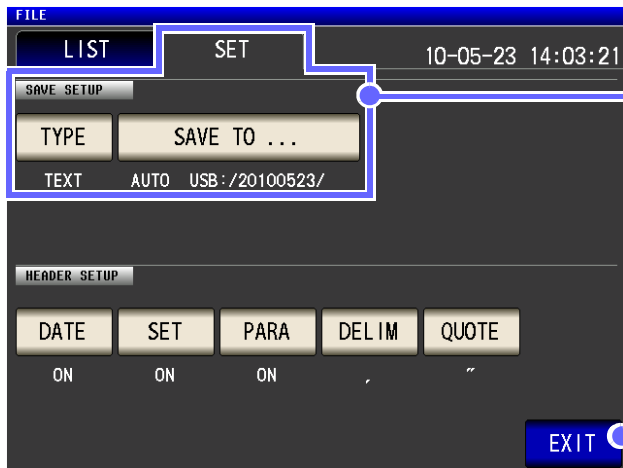 FILE
LIST SET 10-05-23 14:03:21
SAVE SETUP
TYPE SAVE TO ...
TEXT AUTO USB:/20100523/
HEADER SETUP
DATE SET PARA DELIM QUOTE
ON ON ON , "
EXIT